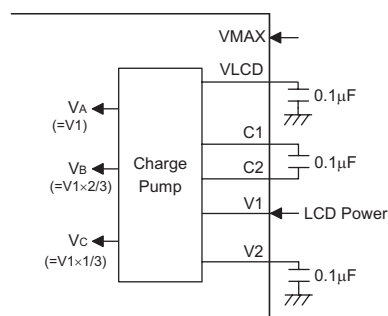 VMAX
VLCD
0.1μF
VA
(=V1)
C1
0.1μF
VB
(=V1×2/3)
Charge
Pump
C2
V1
LCD Power
VC
(=V1×1/3)
V2
0.1μF